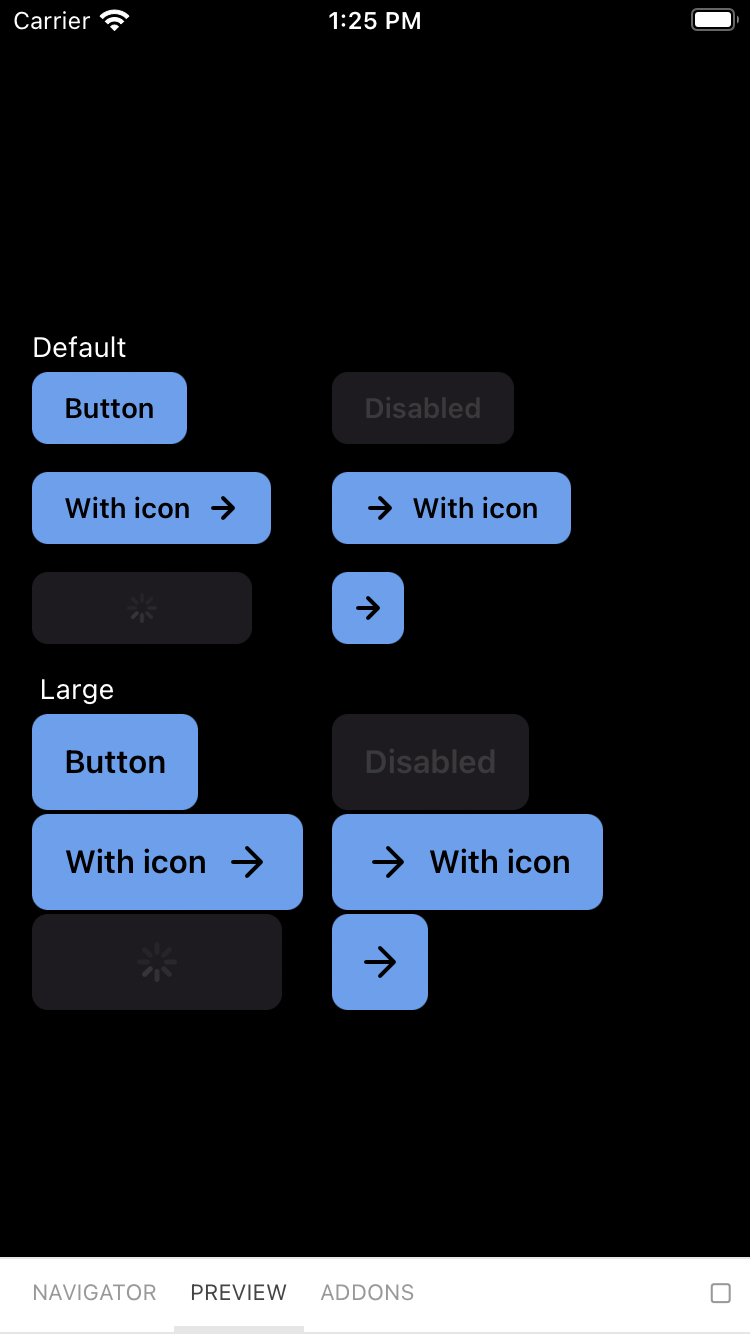 Carrier 1:25 PM
Default
Button Disabled
With icon With icon
Large
Button Disabled
With icon With icon
NAVIGATOR PREVIEW ADDONS